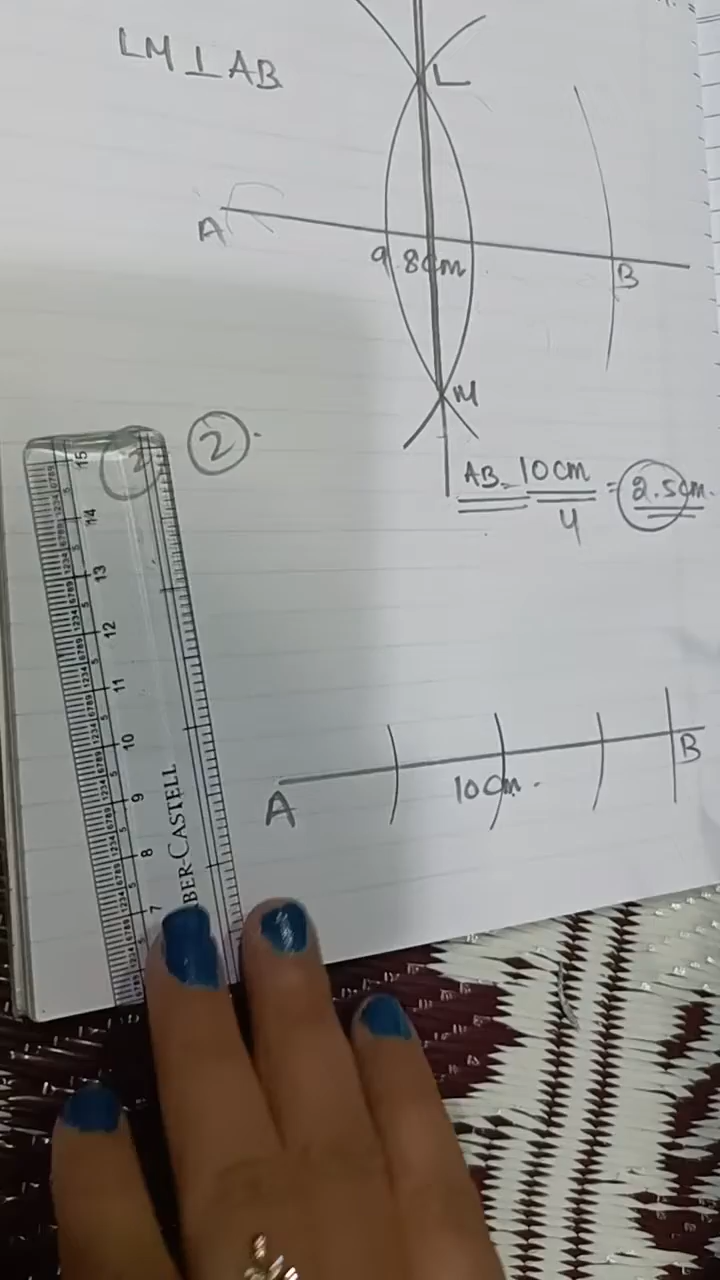 LM ⊥ AB
L
A
9.8cm
B
M
2
AB = 10cm/4 = 2.5cm.
15
14
13
12
11
10
9
8
7
BER-CASTELL
A
10cm.
B